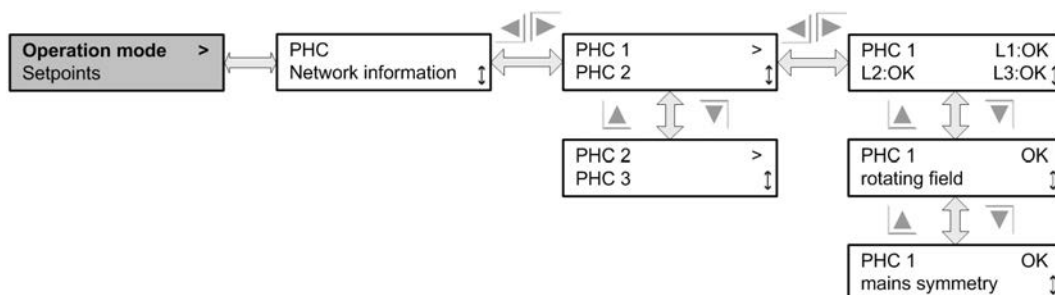 Operation mode >
Setpoints
PHC
Network information
PHC 1 >
PHC 2
PHC 1 L1:OK
L2:OK L3:OK
PHC 2 >
PHC 3
PHC 1 OK
rotating field
PHC 1 OK
mains symmetry